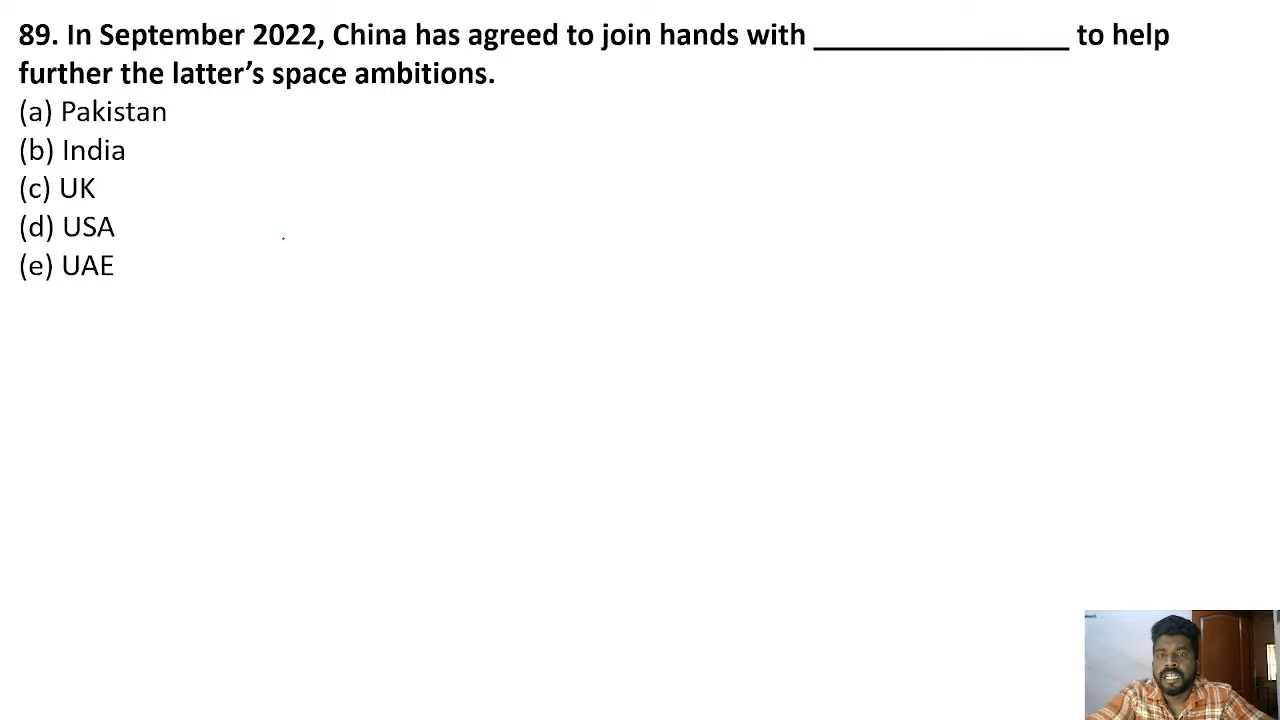 89. In September 2022, China has agreed to join hands with _________________ to help
further the latter’s space ambitions.
(a) Pakistan
(b) India
(c) UK
(d) USA
(e) UAE